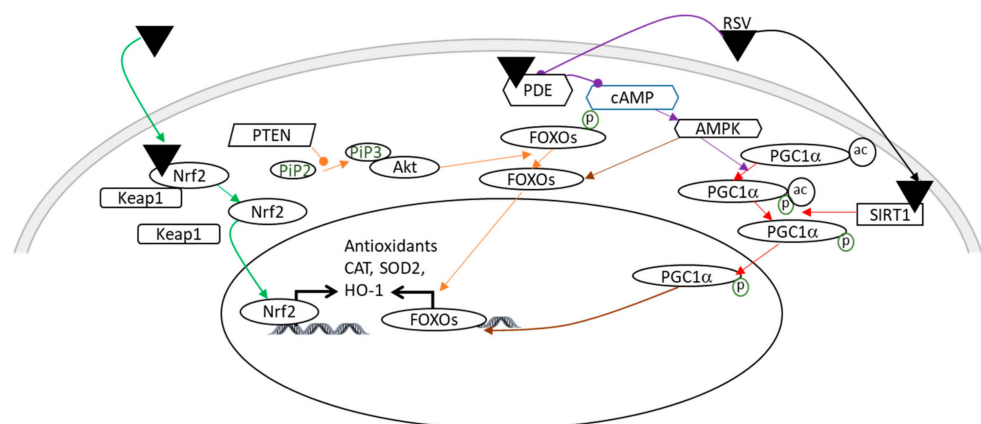 RSV
PDE
cAMP
p
FOXOs
PTEN
AMPK
PiP3
PiP2
Akt
PGC1α
ac
Nrf2
FOXOs
Keap1
PGC1α
ac
p
SIRT1
Nrf2
Keap1
PGC1α
p
Antioxidants
CAT, SOD2,
HO-1
PGC1α
p
Nrf2
FOXOs